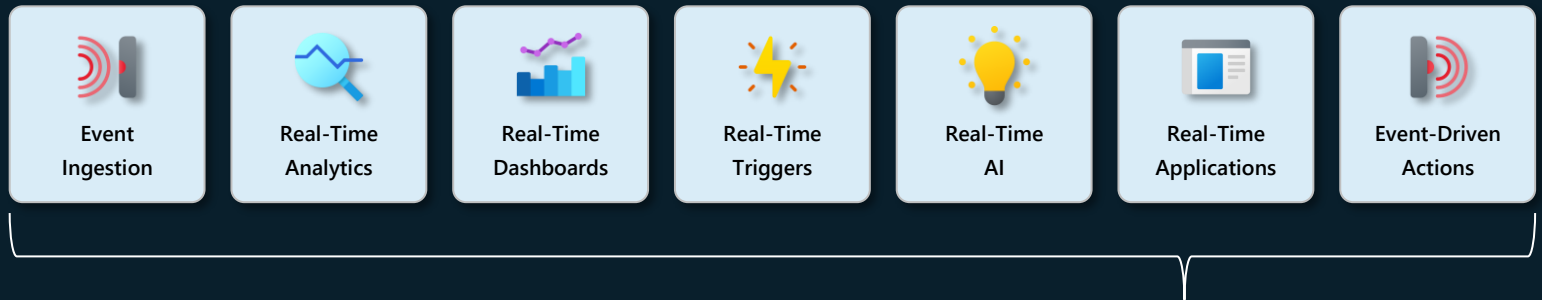 Event
Ingestion
Real-Time
Analytics
Real-Time
Dashboards
Real-Time
Triggers
Real-Time
AI
Real-Time
Applications
Event-Driven
Actions